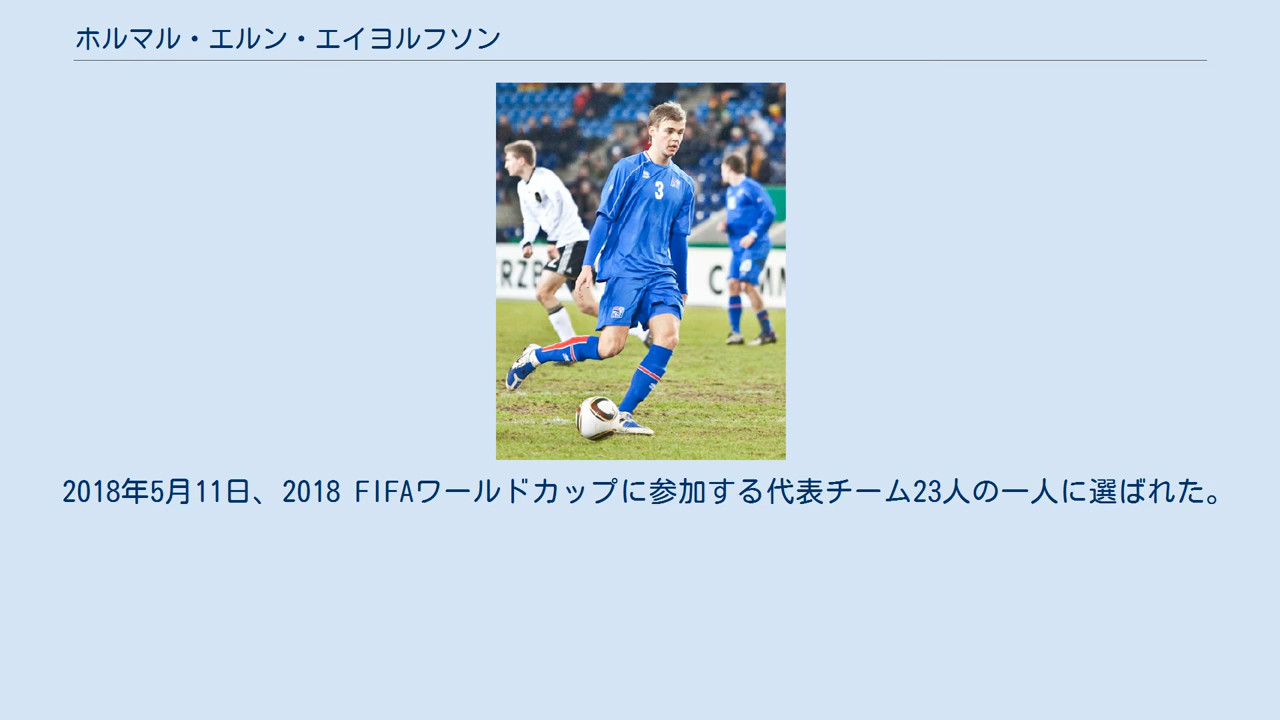 ホルマル・エルン・エイヨルフソン
3
2018年5月11日、2018 FIFAワールドカップに参加する代表チーム23人の一人に選ばれた。